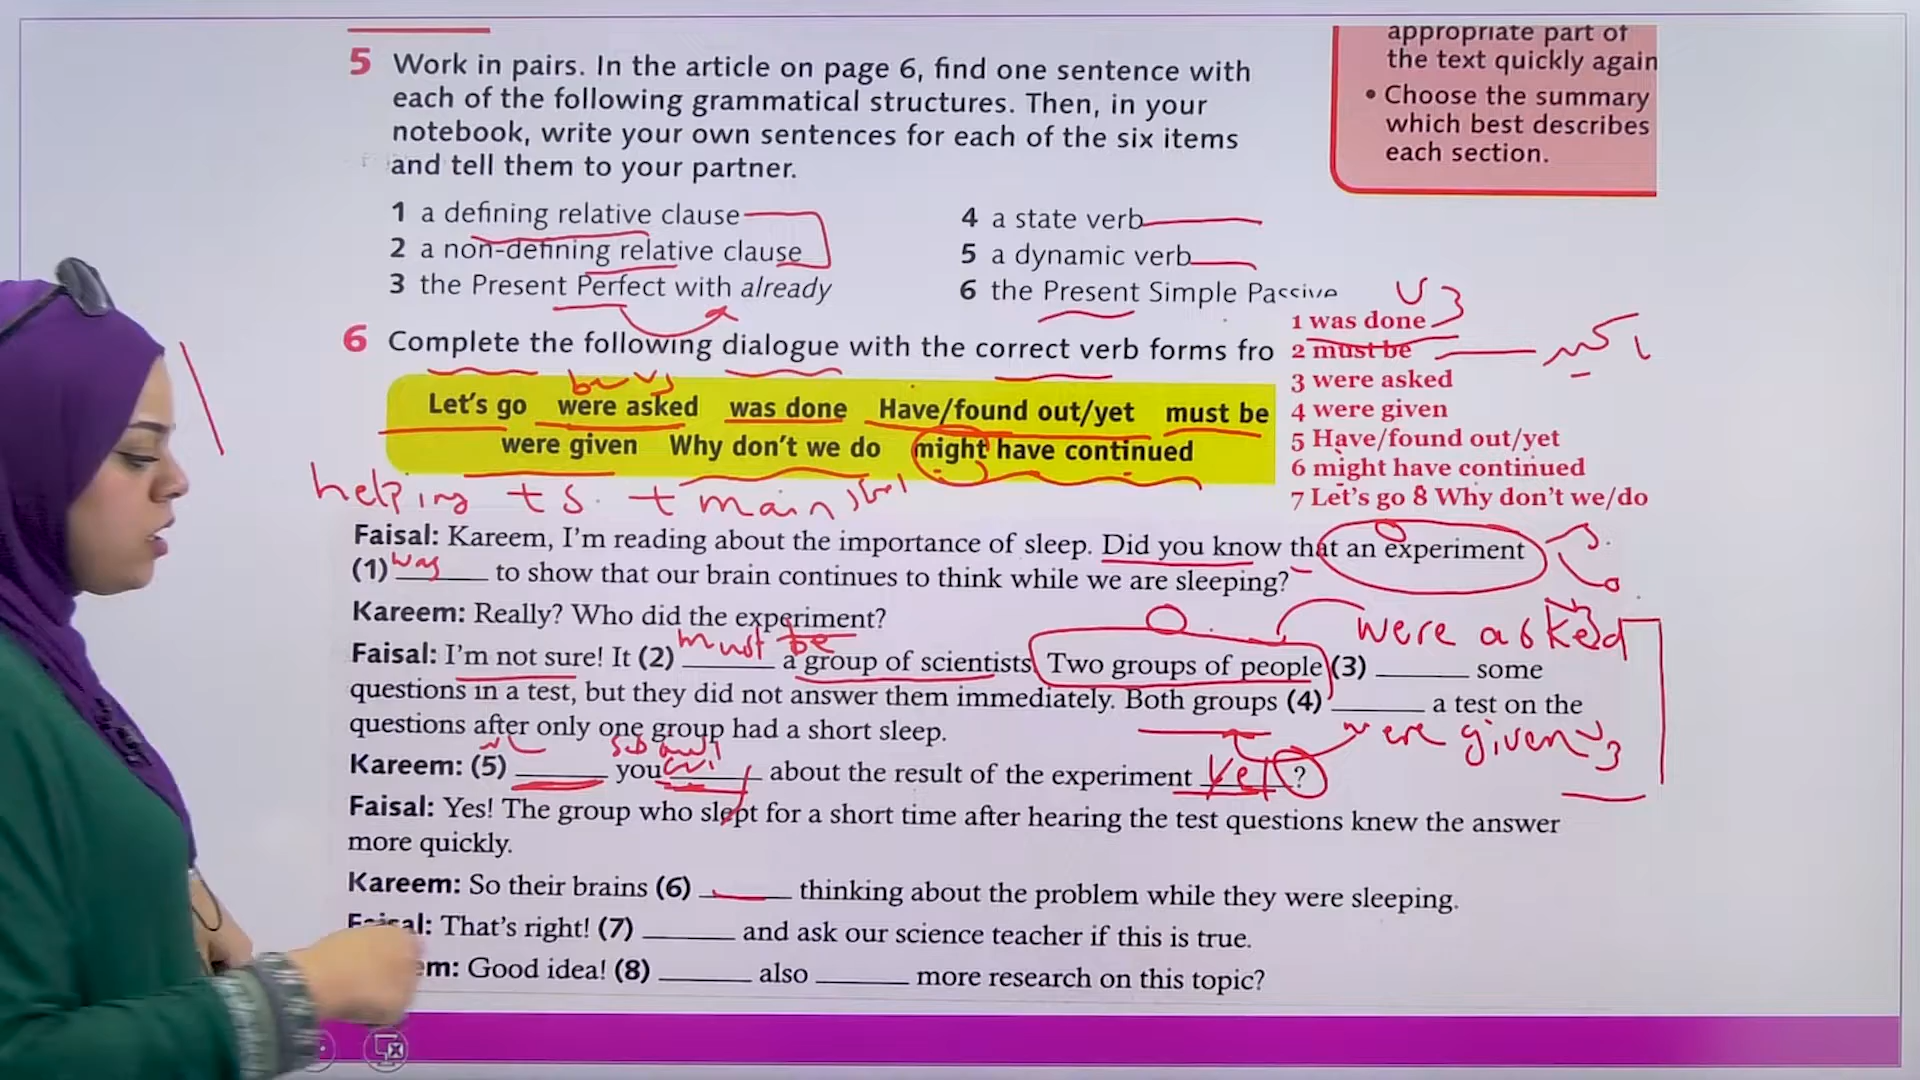 appropriate part of
the text quickly again
• Choose the summary
which best describes
each section.
5 Work in pairs. In the article on page 6, find one sentence with
each of the following grammatical structures. Then, in your
notebook, write your own sentences for each of the six items
and tell them to your partner.
1 a defining relative clause
2 a non-defining relative clause
3 the Present Perfect with already
4 a state verb
5 a dynamic verb
6 the Present Simple Passive
V3
6 Complete the following dialogue with the correct verb forms fro
1 was done
2 must be
3 were asked
4 were given
5 Have/found out/yet
6 might have continued
7 Let's go 8 Why don't we/do
be V3
Let's go were asked was done Have/found out/yet must be
were given Why don't we do might have continued
helping + s. + main
Faisal: Kareem, I'm reading about the importance of sleep. Did you know that an experiment
(1) was to show that our brain continues to think while we are sleeping?
Kareem: Really? Who did the experiment?
were asked
must be
Faisal: I'm not sure! It (2) a group of scientists Two groups of people (3) some
questions in a test, but they did not answer them immediately. Both groups (4) a test on the
questions after only one group had a short sleep.
were given V3
Kareem: (5) you about the result of the experiment yet ?
Faisal: Yes! The group who slept for a short time after hearing the test questions knew the answer
more quickly.
Kareem: So their brains (6) thinking about the problem while they were sleeping.
Faisal: That's right! (7) and ask our science teacher if this is true.
em: Good idea! (8) also more research on this topic?